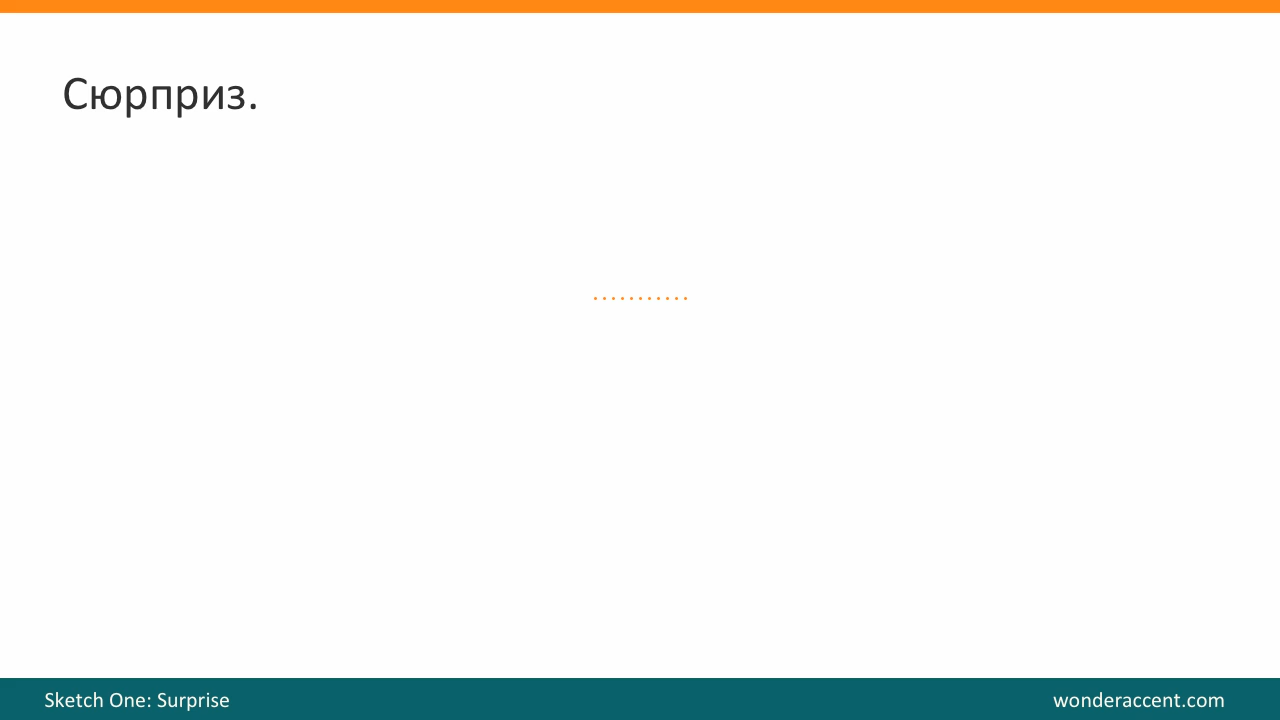 Сюрприз.
...........
Sketch One: Surprise
wonderaccent.com